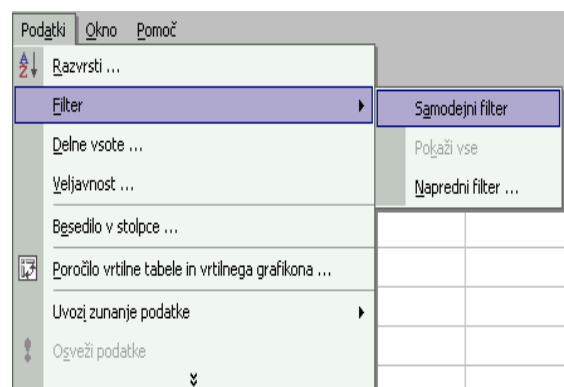 Podatki Okno Pomoč
Razvrsti ...
Filter
Samodejni filter
Delne vsote ...
Pokaži vse
Veljavnost ...
Napredni filter ...
Besedilo v stolpce ...
Poročilo vrtilne tabele in vrtilnega grafikona ...
Uvozi zunanje podatke
Osveži podatke